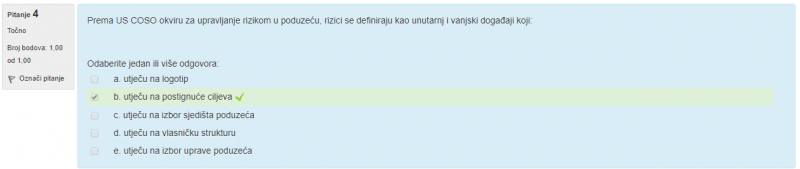 Pitanje 4
Točno
Broj bodova: 1,00
od 1,00
Označi pitanje
Prema US COSO okviru za upravljanje rizikom u poduzeću, rizici se definiraju kao unutarnj i vanjski događaji koji:
Odaberite jedan ili više odgovora:
a. utječu na logotip
b. utječu na postignuće ciljeva
c. utječu na izbor sjedišta poduzeća
d. utječu na vlasničku strukturu
e. utječu na izbor uprave poduzeća